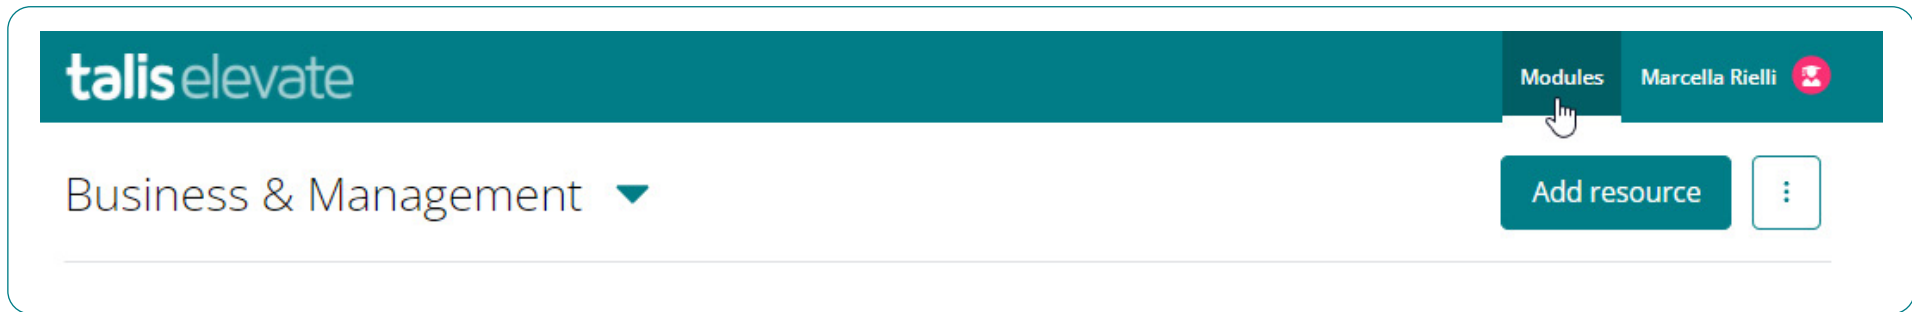 talis elevate
Modules
Marcella Rielli
Business & Management
Add resource